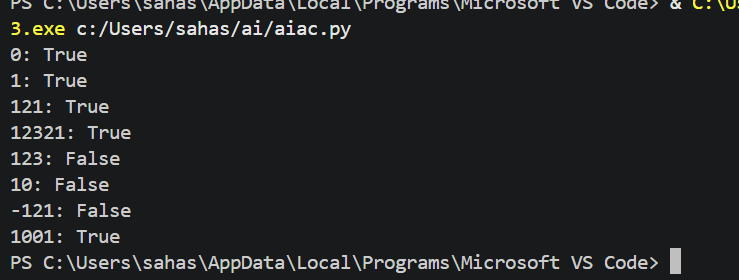 PS C:\Users\sahas\AppData\Local\Programs\Microsoft VS Code> & C:\Us
3.exe c:/Users/sahas/ai/aiac.py
0: True
1: True
121: True
12321: True
123: False
10: False
-121: False
1001: True
PS C:\Users\sahas\AppData\Local\Programs\Microsoft VS Code>